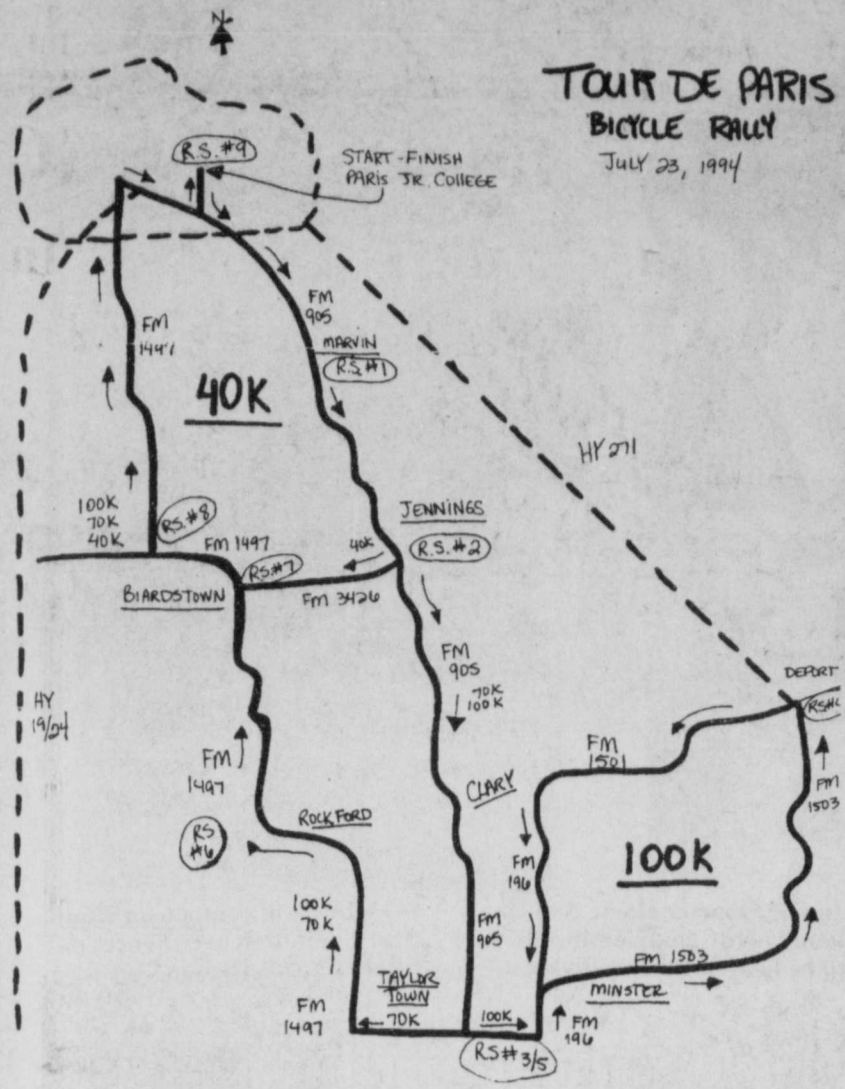 N
TOUR DE PARIS
BICYCLE RALLY
JULY 23, 1994
R.S. #9
START-FINISH
PARIS JR. COLLEGE
FM
905
FM
1497
MARVIN
R.S. #1
40K
HY 271
JENNINGS
R.S. #2
100K
70K
40K
RS. #8
FM 1497
40K
RS. #7
FM 3426
BIARDSTOWN
FM
905
70K
100K
DEPORT
HY
19/24
FM
1497
FM
1501
FM
1503
CLARY
ROCKFORD
RS
#6
FM
196
100K
100K
70K
FM
905
FM 1503
MINSTER
TAYLOR
TOWN
FM
1497
70K
100K
FM
196
RS# 3/5